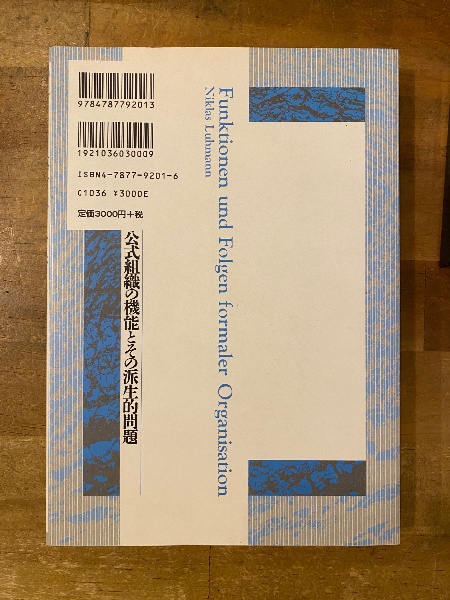 9784787792013
1921036030009
ISBN4-7877-9201-6
C1O36 ¥3000E
定価3000円+税
公式組織の機能とその派生的問題
Funktionen und Folgen formaler Organisation
Niklas Luhmann